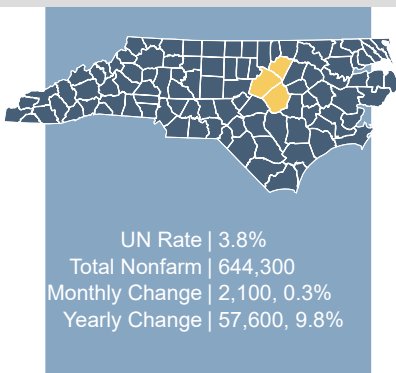 UN Rate | 3.8%
Total Nonfarm | 644,300
Monthly Change | 2,100, 0.3%
Yearly Change | 57,600, 9.8%